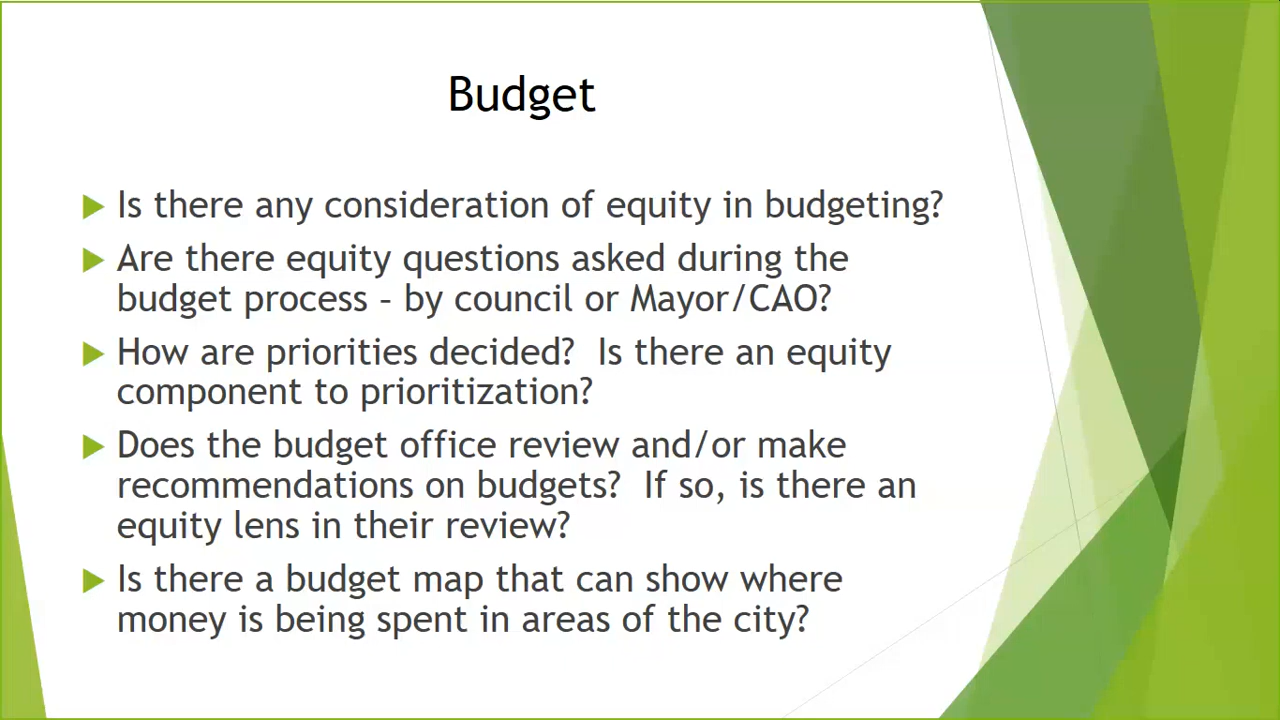 Budget
Is there any consideration of equity in budgeting?
Are there equity questions asked during the
budget process – by council or Mayor/CAO?
How are priorities decided?  Is there an equity
component to prioritization?
Does the budget office review and/or make
recommendations on budgets?  If so, is there an
equity lens in their review?
Is there a budget map that can show where
money is being spent in areas of the city?